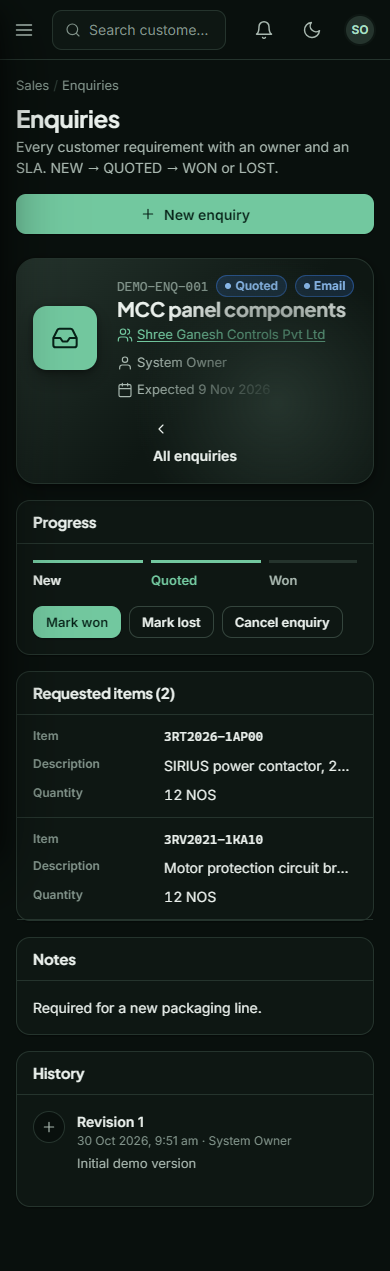 Search custome...
SO
Sales / Enquiries
Enquiries
Every customer requirement with an owner and an
SLA. NEW → QUOTED → WON or LOST.
+ New enquiry
DEMO-ENQ-001 Quoted Email
MCC panel components
Shree Ganesh Controls Pvt Ltd
System Owner
Expected 9 Nov 2026
All enquiries
Progress
New Quoted Won
Mark won Mark lost Cancel enquiry
Requested items (2)
Item 3RT2026-1AP00
Description SIRIUS power contactor, 2...
Quantity 12 NOS
Item 3RV2021-1KA10
Description Motor protection circuit br...
Quantity 12 NOS
Notes
Required for a new packaging line.
History
Revision 1
30 Oct 2026, 9:51 am · System Owner
Initial demo version